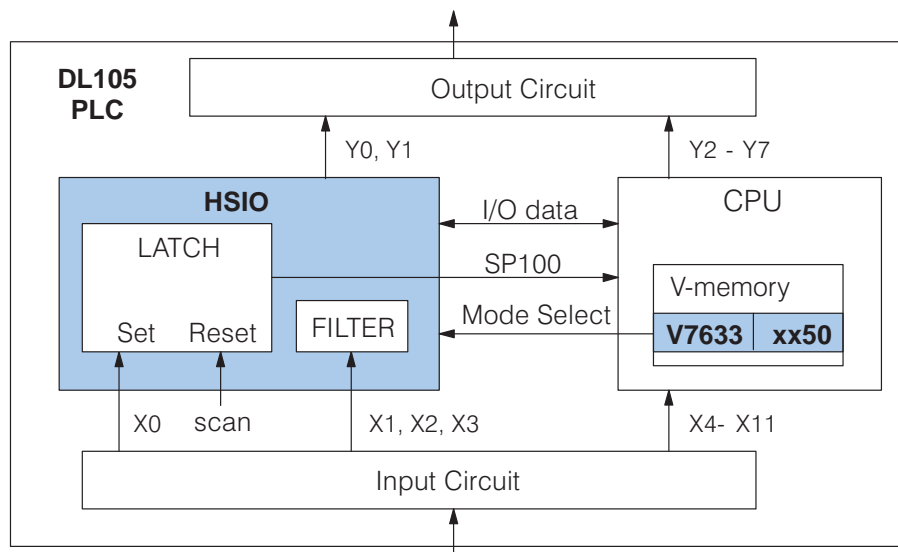 DL105
PLC
Output Circuit
Y0, Y1
Y2 - Y7
HSIO
CPU
I/O data
LATCH
SP100
V-memory
Mode Select
Set
Reset
FILTER
V7633
xx50
X0
scan
X1, X2, X3
X4- X11
Input Circuit